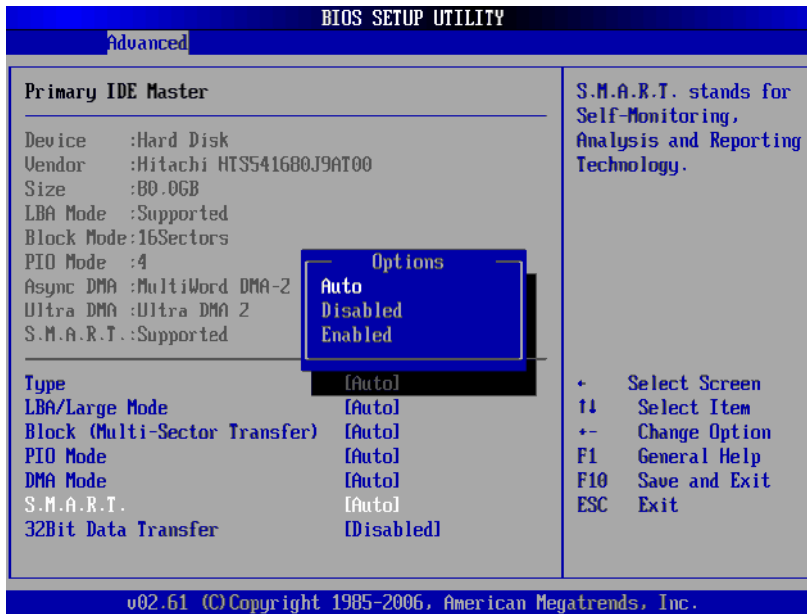 BIOS SETUP UTILITY
Advanced
Primary IDE Master
Device :Hard Disk
Vendor :Hitachi HTS541680J9AT00
Size :80.0GB
LBA Mode :Supported
Block Mode:16Sectors
PIO Mode :4
Async DMA :MultiWord DMA-2
Ultra DMA :Ultra DMA 2
S.M.A.R.T.:Supported
Options
Auto
Disabled
Enabled
Type [Auto]
LBA/Large Mode [Auto]
Block (Multi-Sector Transfer) [Auto]
PIO Mode [Auto]
DMA Mode [Auto]
S.M.A.R.T. [Auto]
32Bit Data Transfer [Disabled]
S.M.A.R.T. stands for
Self-Monitoring,
Analysis and Reporting
Technology.
← Select Screen
↑↓ Select Item
+- Change Option
F1 General Help
F10 Save and Exit
ESC Exit
v02.61 (C)Copyright 1985-2006, American Megatrends, Inc.